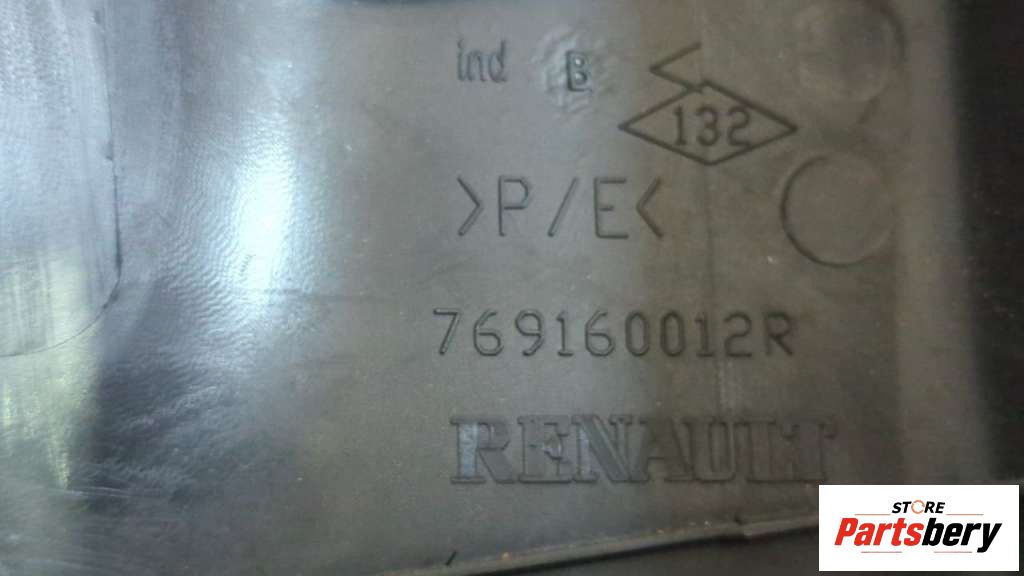 ind B
132
>P/E<
769160012R
RENAULT
STORE
Partsbery